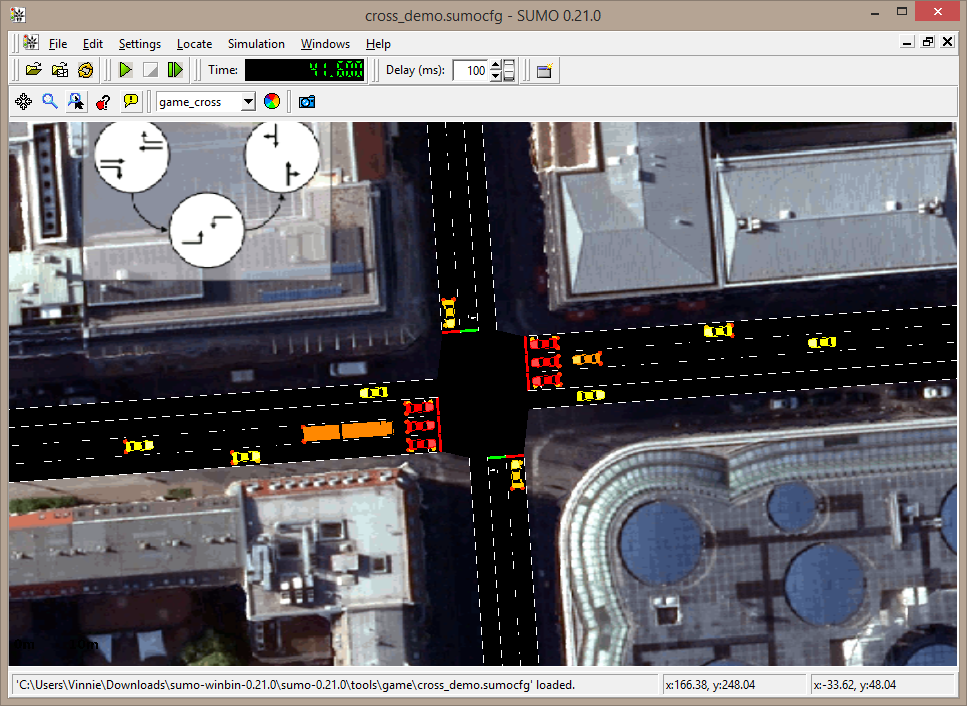 cross_demo.sumocfg - SUMO 0.21.0
File Edit Settings Locate Simulation Windows Help
Time: 41.600 Delay (ms): 100
game_cross
'C:\Users\Vinnie\Downloads\sumo-winbin-0.21.0\sumo-0.21.0\tools\game\cross_demo.sumocfg' loaded. x:166.38, y:248.04 x:-33.62, y:48.04